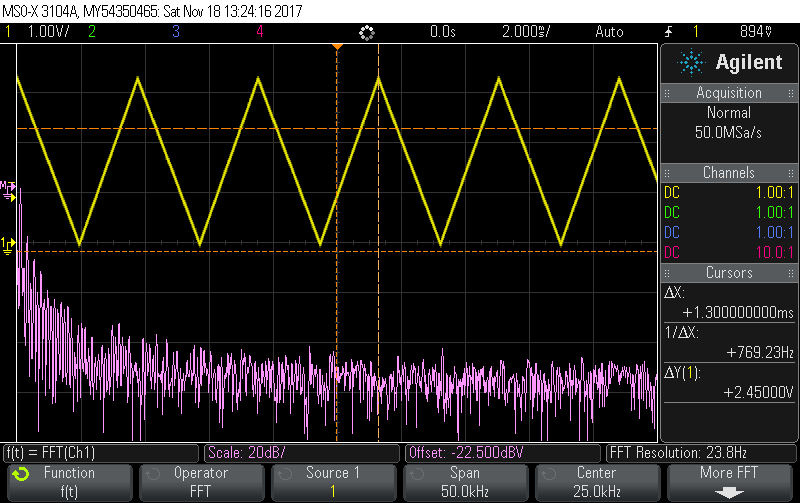 MSO-X 3104A, MY54350465: Sat Nov 18 13:24:16 2017
1 1.00V/ 2 3 4 0.0s 2.000ms/ Auto 1 894mV
Agilent
Acquisition
Normal
50.0MSa/s
Channels
DC 1.00:1
DC 1.00:1
DC 1.00:1
DC 10.0:1
Cursors
ΔX:
+1.300000000ms
1/ΔX:
+769.23Hz
ΔY(1):
+2.45000V
M
1
f(t) = FFT(Ch1) Scale: 20dB/ Offset: -22.500dBV FFT Resolution: 23.8Hz
Function Operator Source 1 Span Center More FFT
f(t) FFT 1 50.0kHz 25.0kHz